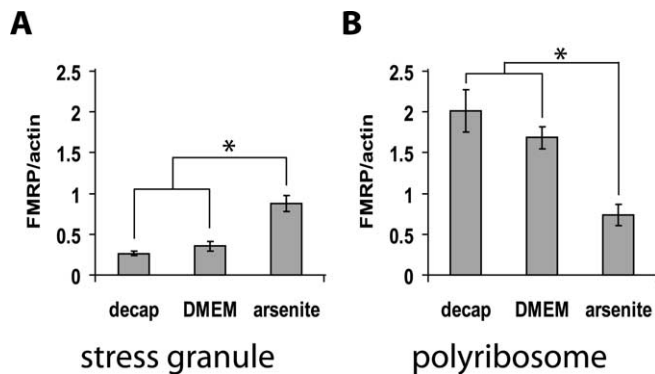 A
FMRP/actin
2.5
2
1.5
1
0.5
0
*
decap DMEM arsenite
stress granule
B
FMRP/actin
2.5
2
1.5
1
0.5
0
*
decap DMEM arsenite
polyribosome